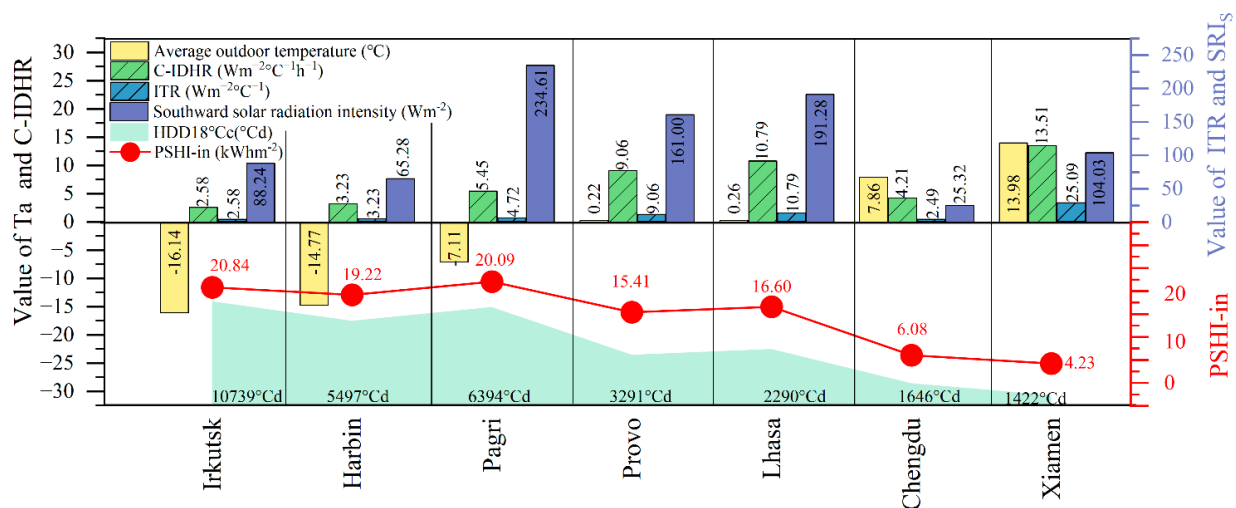 Value of Ta and C-IDHR
30
25
20
15
10
5
0
−5
−10
−15
−20
−25
−30
Average outdoor temperature (°C)
C-IDHR (Wm⁻²°C⁻¹h⁻¹)
ITR (Wm⁻²°C⁻¹)
Southward solar radiation intensity (Wm⁻²)
HDD18°Cc(°Cd)
PSHI-in (kWhm⁻²)
-16.14
2.58
2.58
88.24
-14.77
3.23
3.23
65.28
7.11
5.45
4.72
234.61
0.22
9.06
9.06
161.00
0.26
10.79
10.79
191.28
7.86
4.21
2.49
25.32
13.98
13.51
25.09
104.03
20.84
19.22
20.09
15.41
16.60
6.08
4.23
10739°Cd
5497°Cd
6394°Cd
3291°Cd
2290°Cd
1646°Cd
1422°Cd
Irkutsk
Harbin
Pagri
Provo
Lhasa
Chengdu
Xiamen
250
200
150
100
50
0
Value of ITR and SRIₛ
20
10
0
PSHI-in